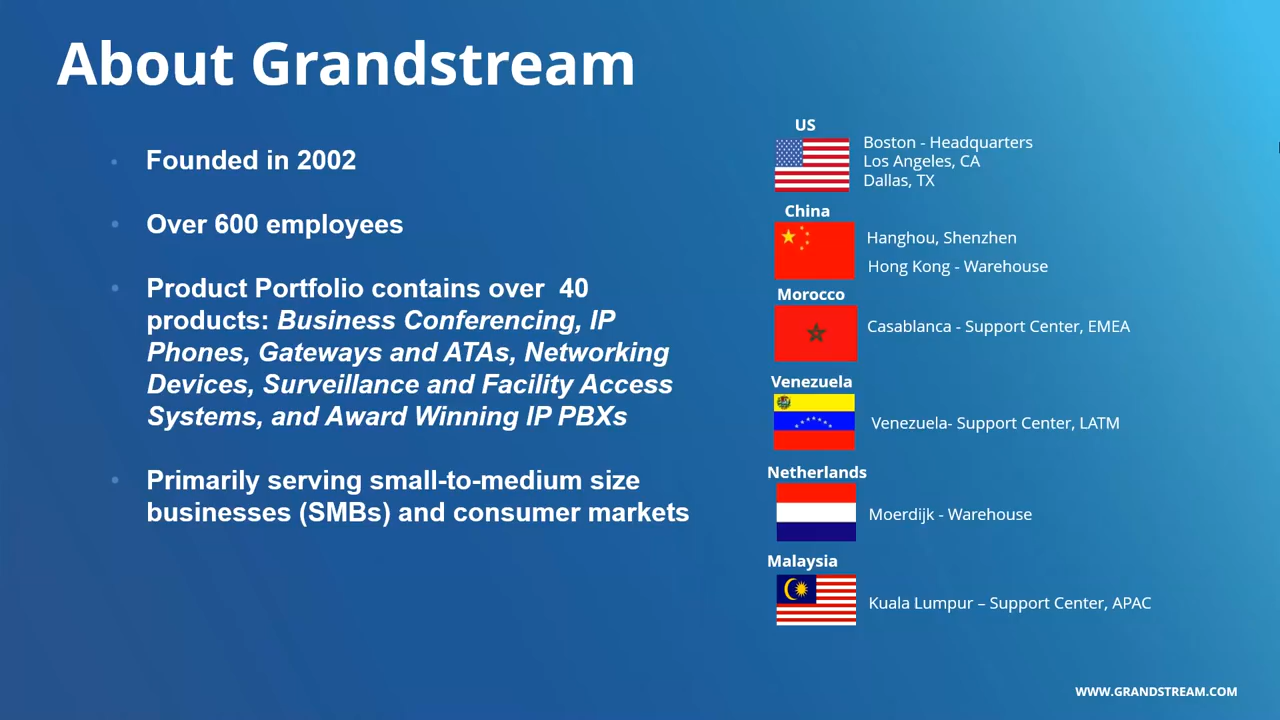 About Grandstream
• Founded in 2002
• Over 600 employees
• Product Portfolio contains over  40
products: Business Conferencing, IP
Phones, Gateways and ATAs, Networking
Devices, Surveillance and Facility Access
Systems, and Award Winning IP PBXs
• Primarily serving small-to-medium size
businesses (SMBs) and consumer markets
US
Boston - Headquarters
Los Angeles, CA
Dallas, TX
China
Hanghou, Shenzhen
Hong Kong - Warehouse
Morocco
Casablanca - Support Center, EMEA
Venezuela
Venezuela- Support Center, LATM
Netherlands
Moerdijk - Warehouse
Malaysia
Kuala Lumpur – Support Center, APAC
WWW.GRANDSTREAM.COM